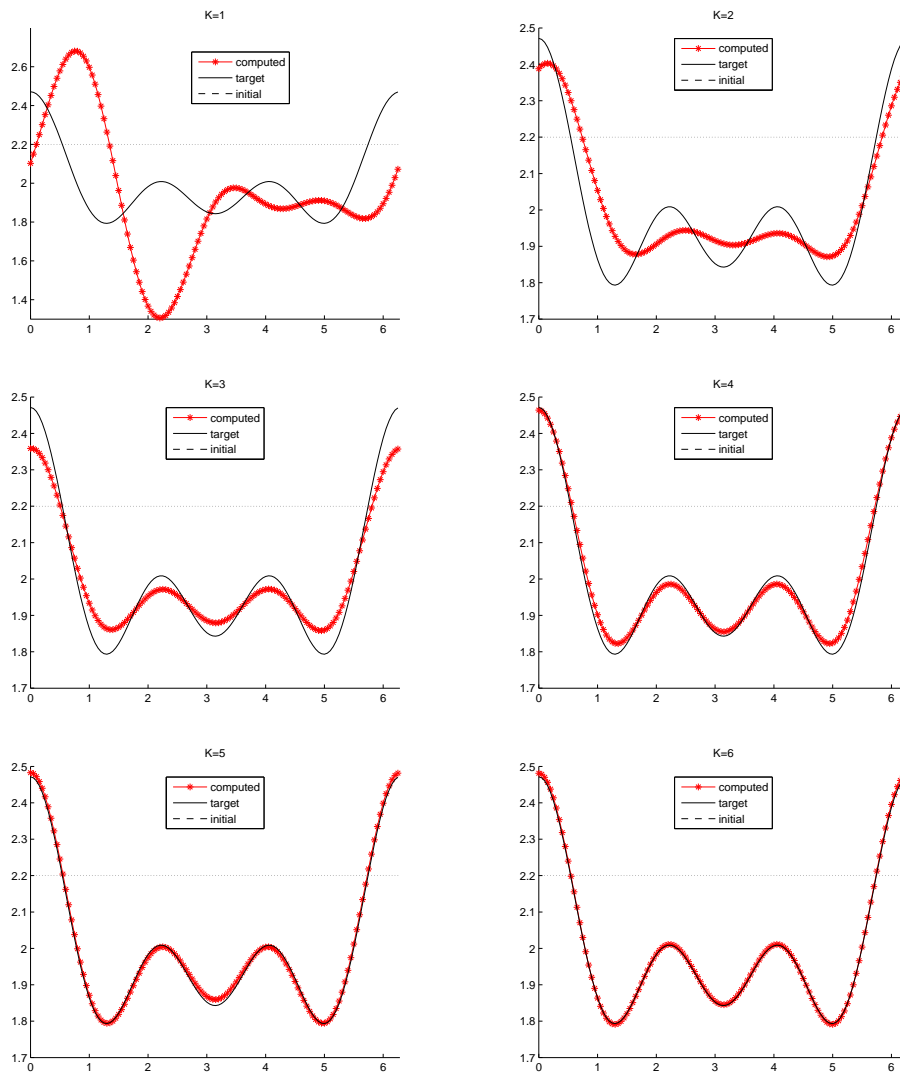 K=1
2.6
2.4
2.2
2
1.8
1.6
1.4
0 1 2 3 4 5 6
computed
target
initial
K=2
2.5
2.4
2.3
2.2
2.1
2
1.9
1.8
1.7
0 1 2 3 4 5 6
computed
target
initial
K=3
2.5
2.4
2.3
2.2
2.1
2
1.9
1.8
1.7
0 1 2 3 4 5 6
computed
target
initial
K=4
2.5
2.4
2.3
2.2
2.1
2
1.9
1.8
1.7
0 1 2 3 4 5 6
computed
target
initial
K=5
2.5
2.4
2.3
2.2
2.1
2
1.9
1.8
1.7
0 1 2 3 4 5 6
computed
target
initial
K=6
2.5
2.4
2.3
2.2
2.1
2
1.9
1.8
1.7
0 1 2 3 4 5 6
computed
target
initial